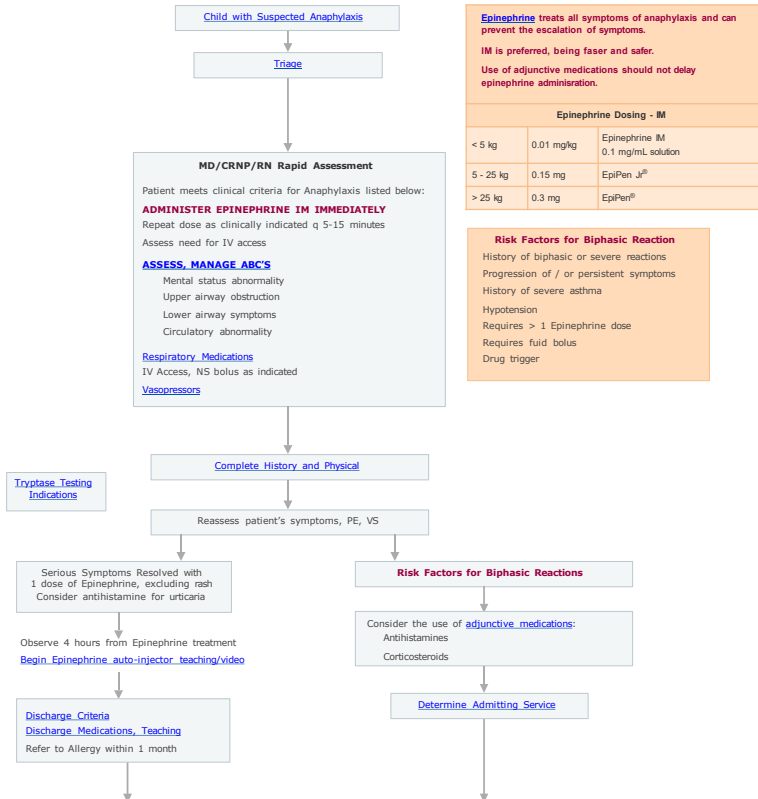 Child with Suspected Anaphylaxis
Triage
Epinephrine treats all symptoms of anaphylaxis and can
prevent the escalation of symptoms.
IM is preferred, being faser and safer.
Use of adjunctive medications should not delay
epinephrine adminisration.
Epinephrine Dosing - IM
< 5 kg 0.01 mg/kg Epinephrine IM
0.1 mg/mL solution
5 - 25 kg 0.15 mg EpiPen Jr®
> 25 kg 0.3 mg EpiPen®
MD/CRNP/RN Rapid Assessment
Patient meets clinical criteria for Anaphylaxis listed below:
ADMINISTER EPINEPHRINE IM IMMEDIATELY
Repeat dose as clinically indicated q 5-15 minutes
Assess need for IV access
ASSESS, MANAGE ABC'S
Mental status abnormality
Upper airway obstruction
Lower airway symptoms
Circulatory abnormality
Respiratory Medications
IV Access, NS bolus as indicated
Vasopressors
Risk Factors for Biphasic Reaction
History of biphasic or severe reactions
Progression of / or persistent symptoms
History of severe asthma
Hypotension
Requires > 1 Epinephrine dose
Requires fuid bolus
Drug trigger
Complete History and Physical
Tryptase Testing
Indications
Reassess patient's symptoms, PE, VS
Serious Symptoms Resolved with
1 dose of Epinephrine, excluding rash
Consider antihistamine for urticaria
Observe 4 hours from Epinephrine treatment
Begin Epinephrine auto-injector teaching/video
Discharge Criteria
Discharge Medications, Teaching
Refer to Allergy within 1 month
Risk Factors for Biphasic Reactions
Consider the use of adjunctive medications:
Antihistamines
Corticosteroids
Determine Admitting Service